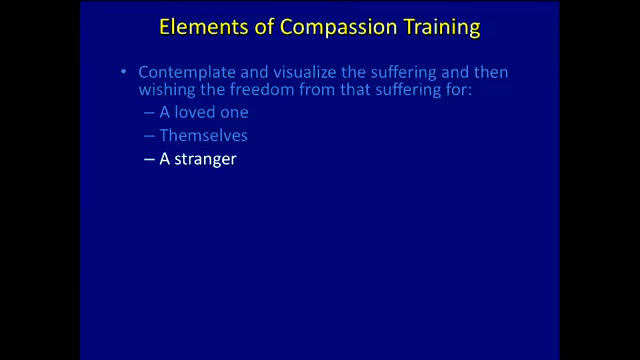 Elements of Compassion Training
• Contemplate and visualize the suffering and then
wishing the freedom from that suffering for:
– A loved one
– Themselves
– A stranger